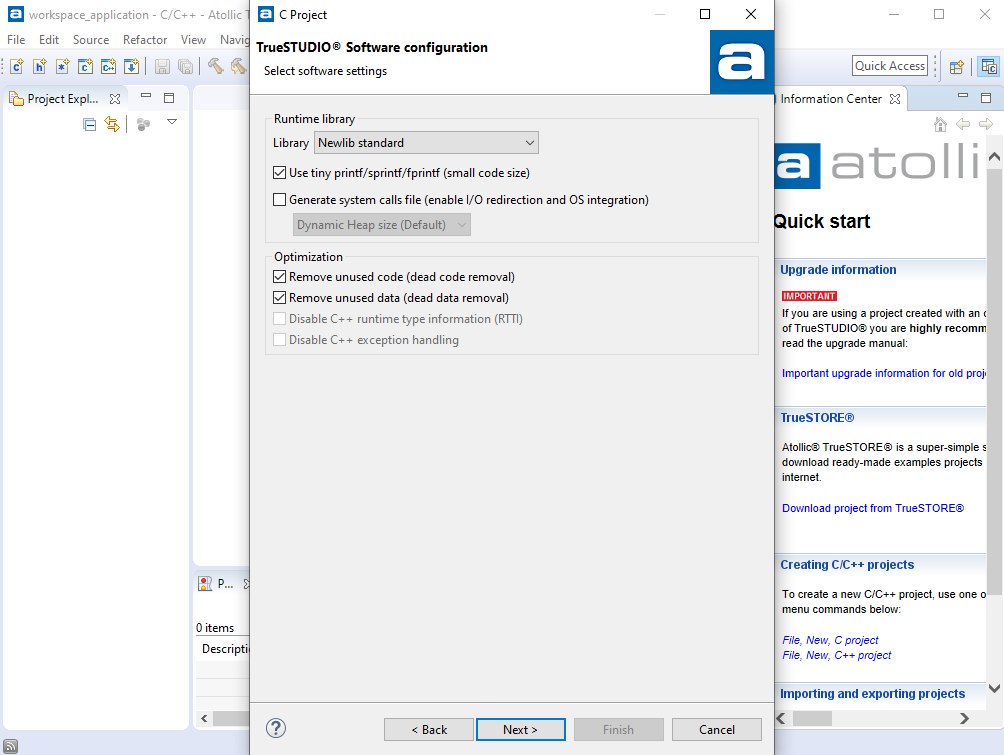 workspace_application - C/C++ - Atollic T
File Edit Source Refactor View Navig
Quick Access
Project Expl...
P...
0 items
Descripti
C Project
TrueSTUDIO® Software configuration
Select software settings
Runtime library
Library Newlib standard
Use tiny printf/sprintf/fprintf (small code size)
Generate system calls file (enable I/O redirection and OS integration)
Dynamic Heap size (Default)
Optimization
Remove unused code (dead code removal)
Remove unused data (dead data removal)
Disable C++ runtime type information (RTTI)
Disable C++ exception handling
< Back Next > Finish Cancel
Information Center
atolli
Quick start
Upgrade information
IMPORTANT
If you are using a project created with an o
of TrueSTUDIO® you are highly recomm
read the upgrade manual:
Important upgrade information for old proj
TrueSTORE®
Atollic® TrueSTORE® is a super-simple s
download ready-made examples projects
internet.
Download project from TrueSTORE®
Creating C/C++ projects
To create a new C/C++ project, use one o
menu commands below:
File, New, C project
File, New, C++ project
Importing and exporting projects